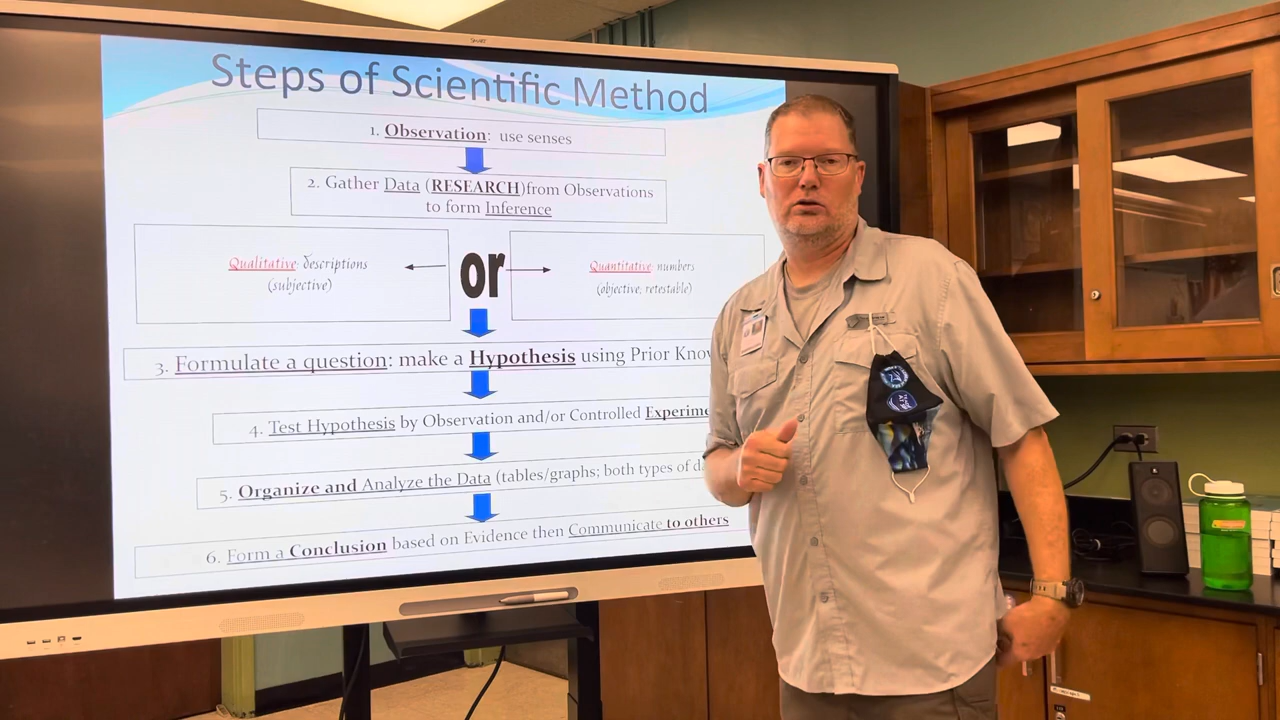 SMART
Steps of Scientific Method
1. Observation: use senses
2. Gather Data (RESEARCH)from Observations
to form Inference
Qualitative: descriptions
(subjective)
or
Quantitative: numbers
(objective; retestable)
3. Formulate a question: make a Hypothesis using Prior Know
4. Test Hypothesis by Observation and/or Controlled Experime
5. Organize and Analyze the Data (tables/graphs; both types of da
6. Form a Conclusion based on Evidence then Communicate to others